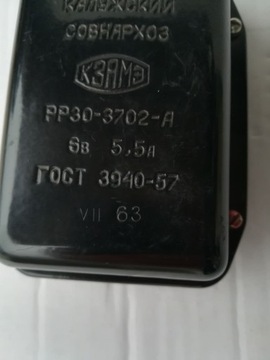 КАЛУЖСКИЙ
СОВНАРХОЗ
КЗАМЭ
РР30-3702-А
6в 5,5А
ГОСТ 3940-57
VII 63